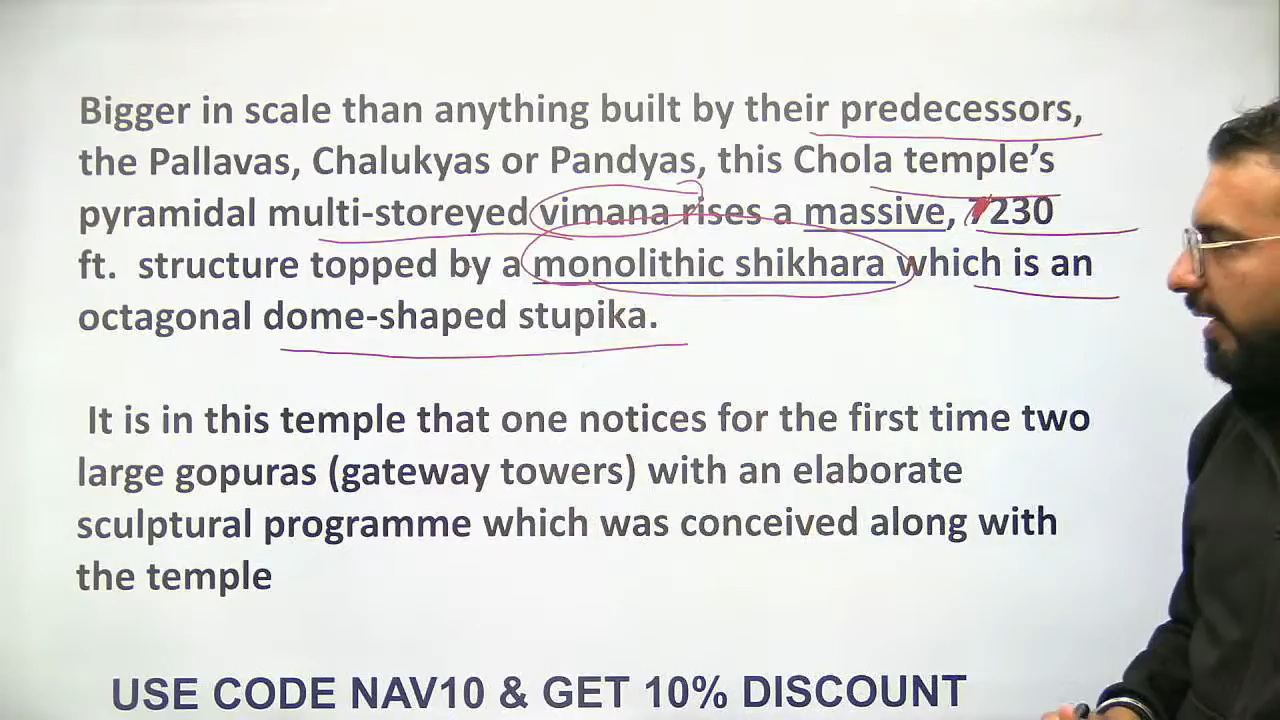 Bigger in scale than anything built by their predecessors,
the Pallavas, Chalukyas or Pandyas, this Chola temple's
pyramidal multi-storeyed vimana rises a massive, 230
ft. structure topped by a monolithic shikhara which is an
octagonal dome-shaped stupika.
It is in this temple that one notices for the first time two
large gopuras (gateway towers) with an elaborate
sculptural programme which was conceived along with
the temple
USE CODE NAV10 & GET 10% DISCOUNT